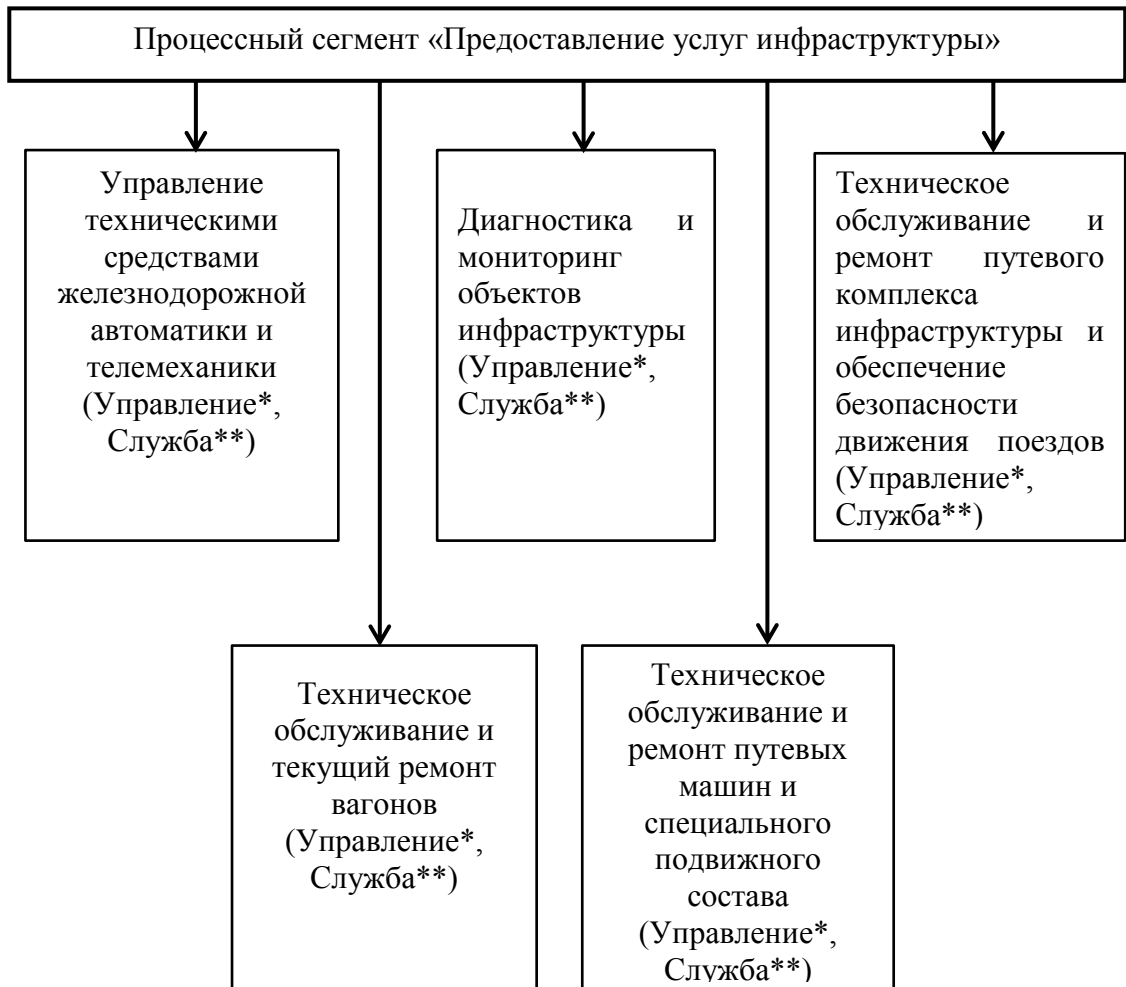 Процессный сегмент «Предоставление услуг инфраструктуры»
Управление
техническими
средствами
железнодорожной
автоматики и
телемеханики
(Управление*,
Служба**)
Диагностика и
мониторинг
объектов
инфраструктуры
(Управление*,
Служба**)
Техническое
обслуживание и
ремонт путевого
комплекса
инфраструктуры и
обеспечение
безопасности
движения поездов
(Управление*,
Служба**)
Техническое
обслуживание и
текущий ремонт
вагонов
(Управление*,
Служба**)
Техническое
обслуживание и
ремонт путевых
машин и
специального
подвижного
состава
(Управление*,
Служба**)